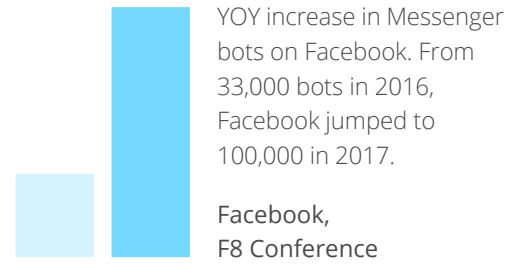 YOY increase in Messenger
bots on Facebook. From
33,000 bots in 2016,
Facebook jumped to
100,000 in 2017.
Facebook,
F8 Conference